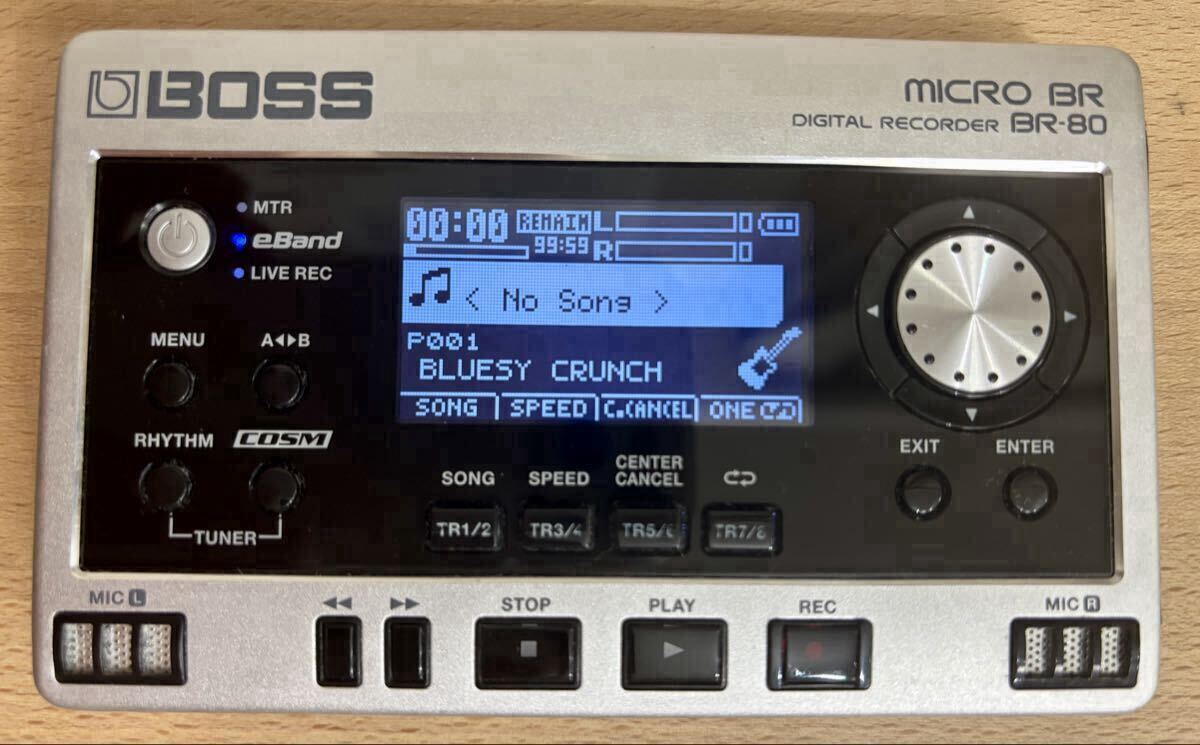 BOSS
MICRO BR
DIGITAL RECORDER BR-80
MTR
eBand
LIVE REC
MENU
A◂▸B
RHYTHM
COSM
TUNER
00:00 REMAIN L
99:59 R
< No Song >
P001
BLUESY CRUNCH
SONG SPEED C.CANCEL ONE
SONG
SPEED
CENTER
CANCEL
TR1/2
TR3/4
TR5/6
TR7/8
EXIT
ENTER
MIC L
STOP
PLAY
REC
MIC R